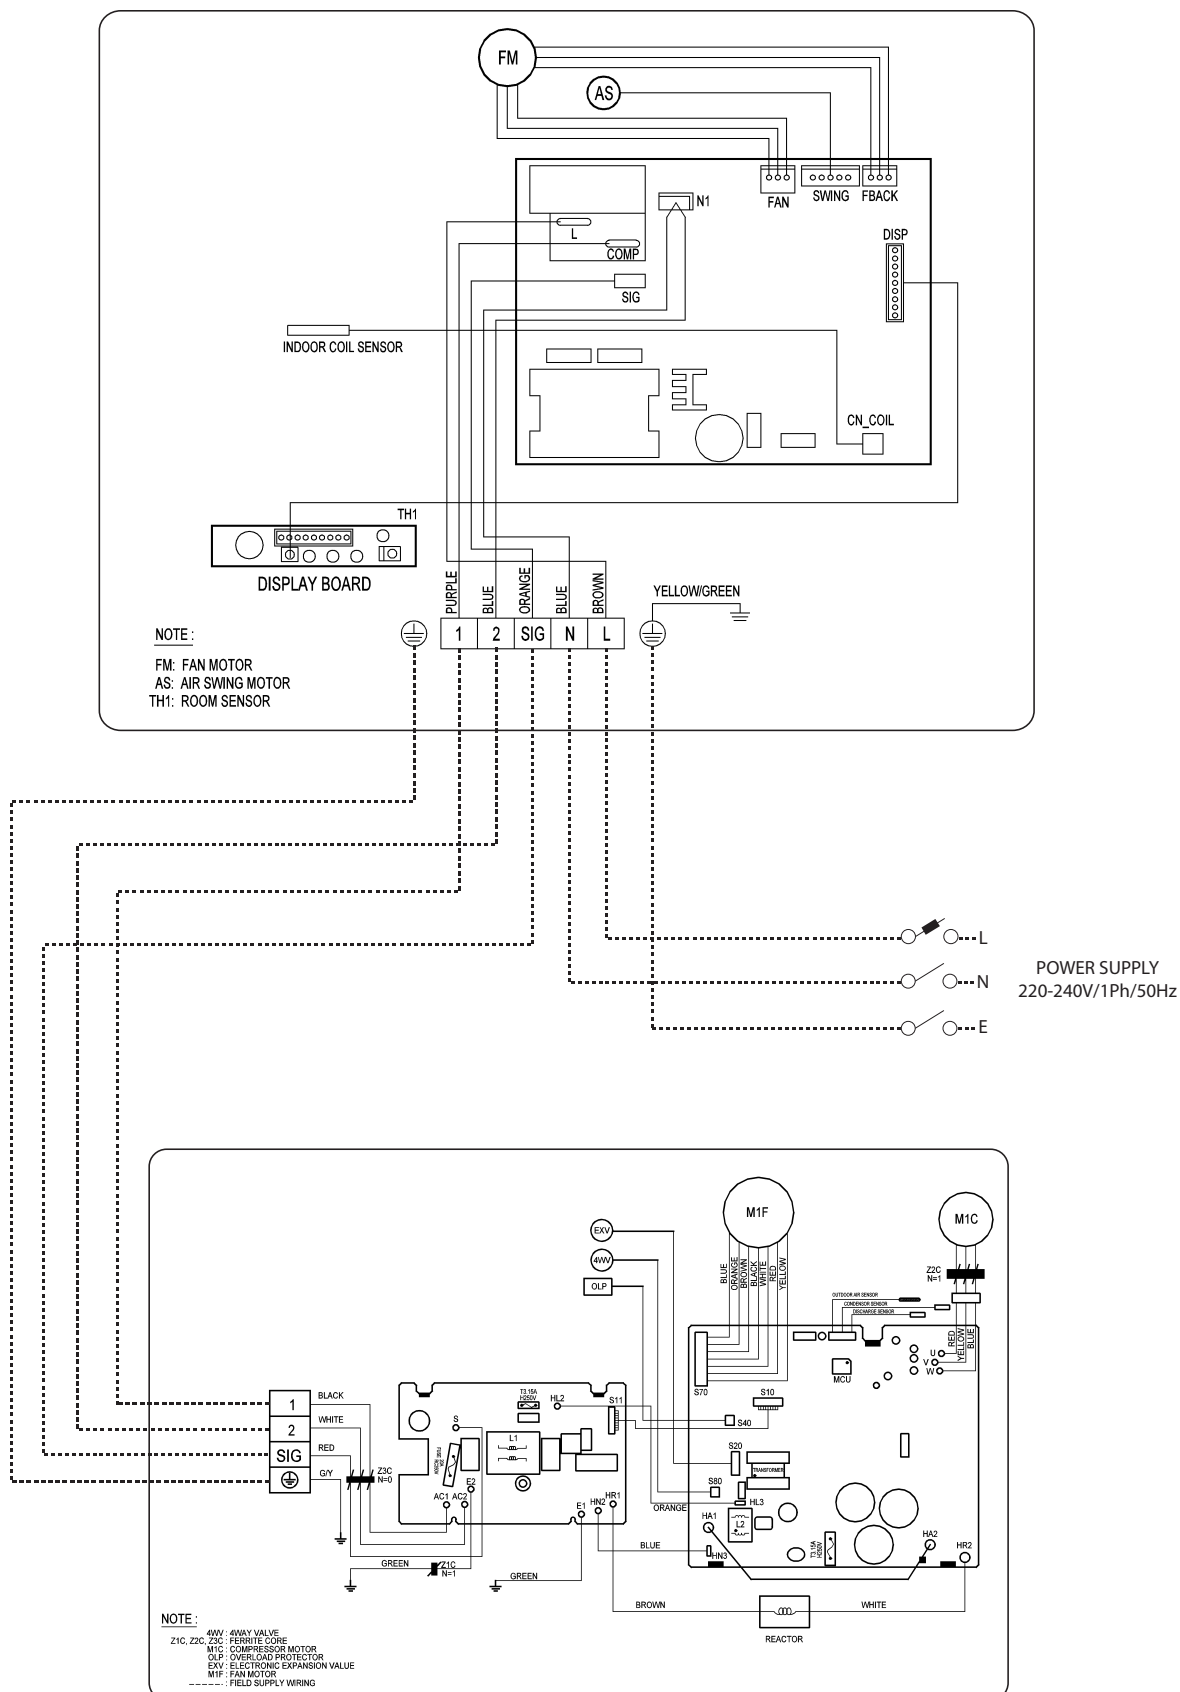 FM
AS
FAN
SWING
FBACK
N1
L
COMP
SIG
DISP
INDOOR COIL SENSOR
CN_COIL
TH1
DISPLAY BOARD
PURPLE
BLUE
ORANGE
BLUE
BROWN
YELLOW/GREEN
1 2 SIG N L
NOTE :
FM: FAN MOTOR
AS: AIR SWING MOTOR
TH1: ROOM SENSOR
L
N
E
POWER SUPPLY
220-240V/1Ph/50Hz
M1F
M1C
EXV
4WV
OLP
BLUE
ORANGE
BROWN
BLACK
WHITE
RED
YELLOW
Z2C
N=1
OUTDOOR AIR SENSOR
CONDENSOR SENSOR
DISCHARGE SENSOR
RED
YELLOW
BLUE
U
V
W
MCU
S70
S10
S40
S20
TRANSFORMER
S80
HL3
ORANGE
HA1
L2
T3.15A
H250V
HA2
HR2
HN3
1
2
SIG
BLACK
WHITE
RED
G/Y
Z3C
N=0
T3.15A
H250V
HL2
S11
S
L1
E2
AC1
AC2
E1
HN2
HR1
GREEN
Z1C
N=1
GREEN
BLUE
BROWN
WHITE
REACTOR
NOTE :
4WV : 4WAY VALVE
Z1C, Z2C, Z3C : FERRITE CORE
M1C : COMPRESSOR MOTOR
OLP : OVERLOAD PROTECTOR
EXV : ELECTRONIC EXPANSION VALUE
M1F : FAN MOTOR
------ : FIELD SUPPLY WIRING